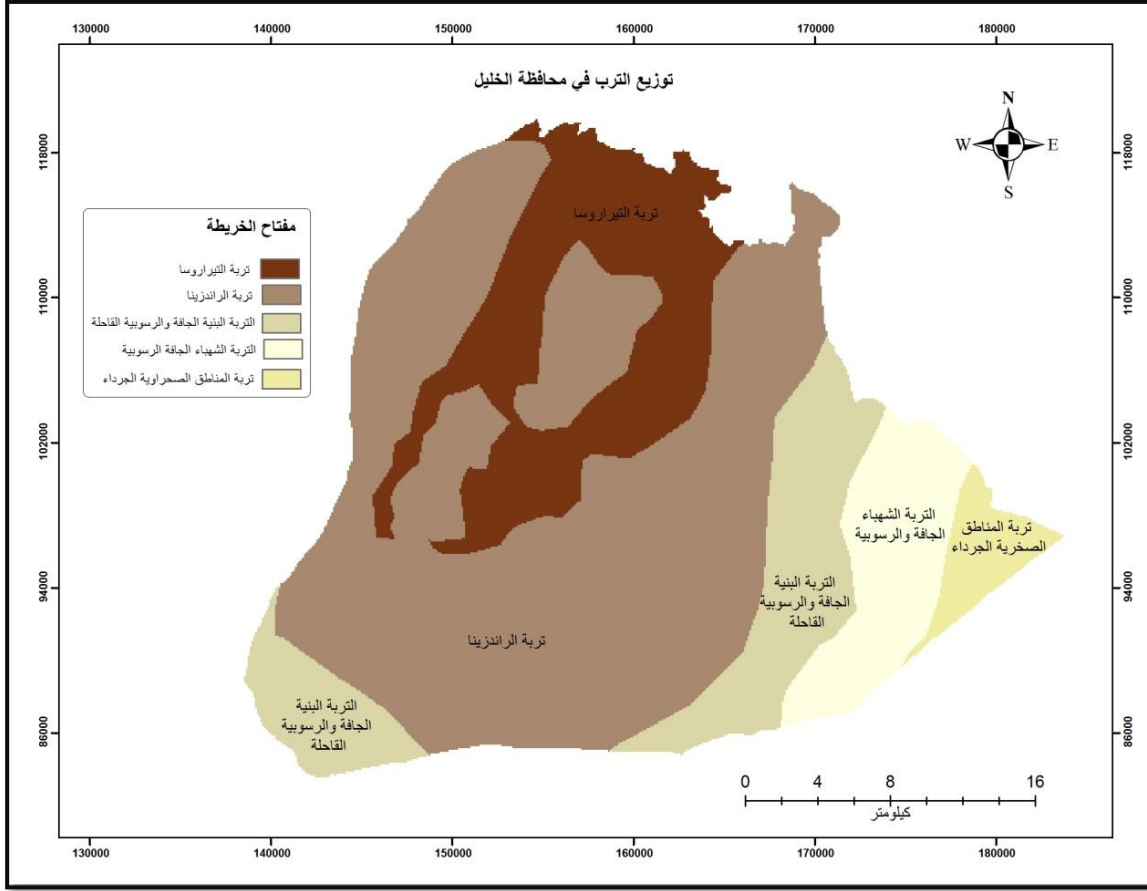 130000 140000 150000 160000 170000 180000
توزيع الترب في محافظة الخليل
N
W E
S
118000 118000
تربة التيراروسا
مفتاح الخريطة
تربة التيراروسا
تربة الراندزينا
التربة البنية الجافة والرسوبية القاحلة
التربة الشهباء الجافة الرسوبية
تربة المناطق الصحراوية الجرداء
110000 110000
102000 102000
التربة الشهباء
الجافة والرسوبية
تربة المناطق
الصخرية الجرداء
94000 94000
التربة البنية
الجافة والرسوبية
القاحلة
تربة الراندزينا
التربة البنية
الجافة والرسوبية
القاحلة
86000 86000
0 4 8 16
كيلومتر
130000 140000 150000 160000 170000 180000